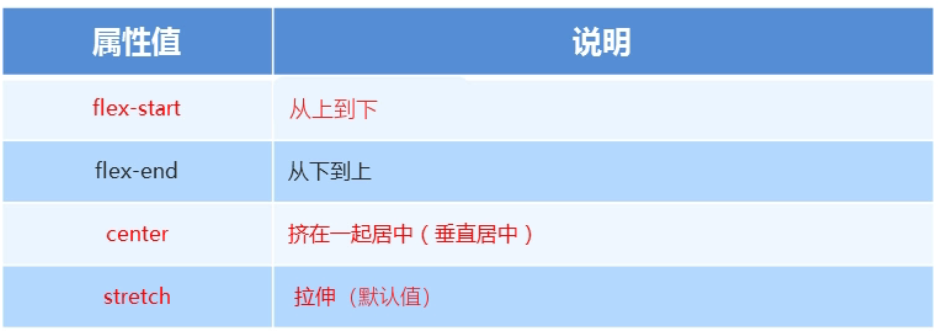 属性值 说明
flex-start 从上到下
flex-end 从下到上
center 挤在一起居中（垂直居中）
stretch 拉伸（默认值）